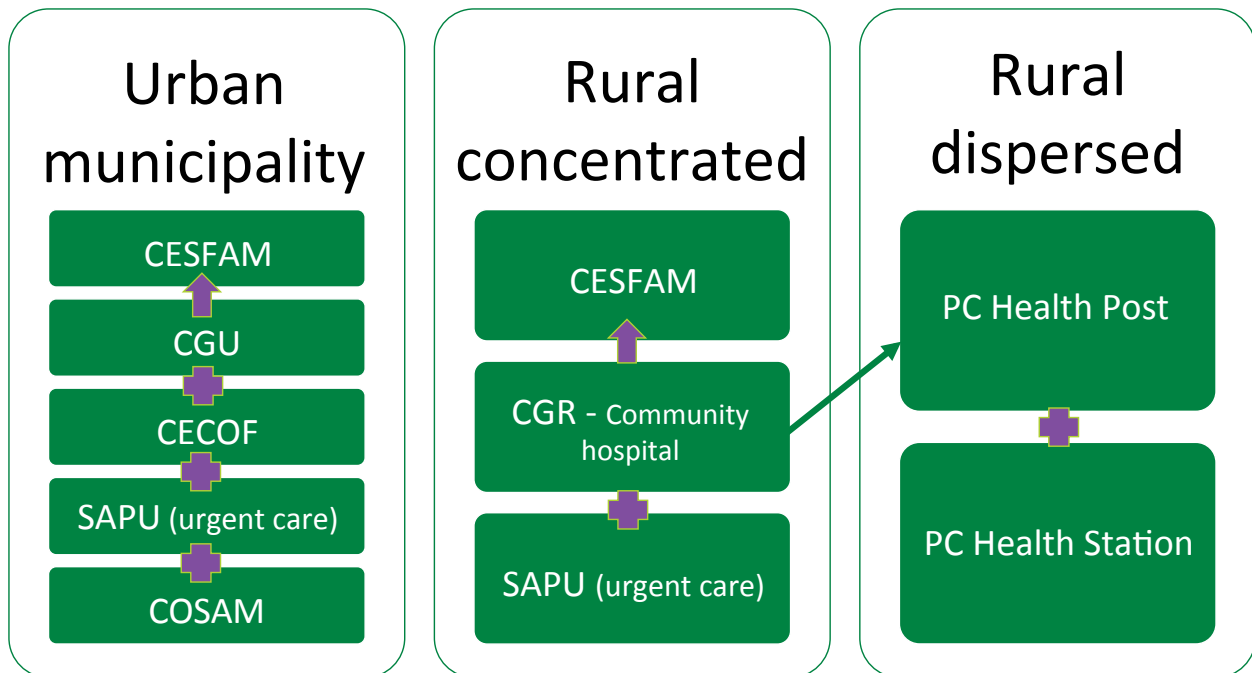 Urban
municipality
CESFAM
CGU
CECOF
SAPU (urgent care)
COSAM
Rural
concentrated
CESFAM
CGR - Community
hospital
SAPU (urgent care)
Rural
dispersed
PC Health Post
PC Health Station